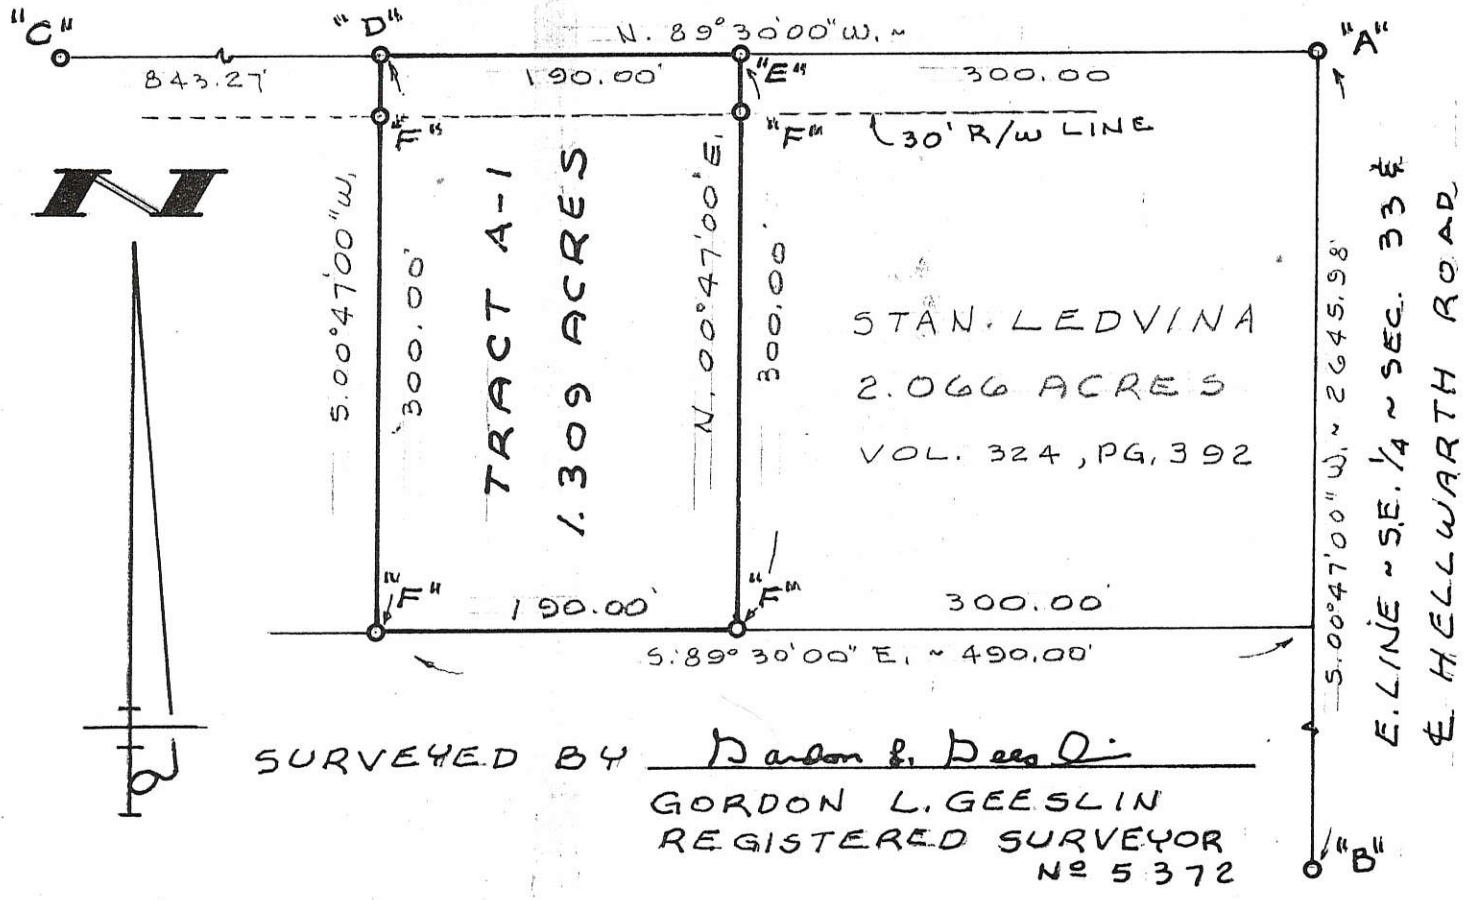 "C"
"D"
N. 89°30'00"W. ~
"A"
843.27'
190.00'
"E"
300.00
"F"
"F"
30' R/W LINE
N
S.00°47'00"W.
300.00'
TRACT A-1
1.309 ACRES
N.00°47'00"E.
300.00'
STAN. LEDVINA
2.066 ACRES
VOL. 324, PG. 392
S.00°47'00"W. ~ 2645.98'
E. LINE ~ S.E. 1/4 ~ SEC. 33 &
℄ HELLWARTH ROAD
"F"
190.00'
"F"
300.00'
S. 89°30'00" E. ~ 490.00'
SURVEYED BY
GORDON L. GEESLIN
REGISTERED SURVEYOR
Nº 5372
"B"